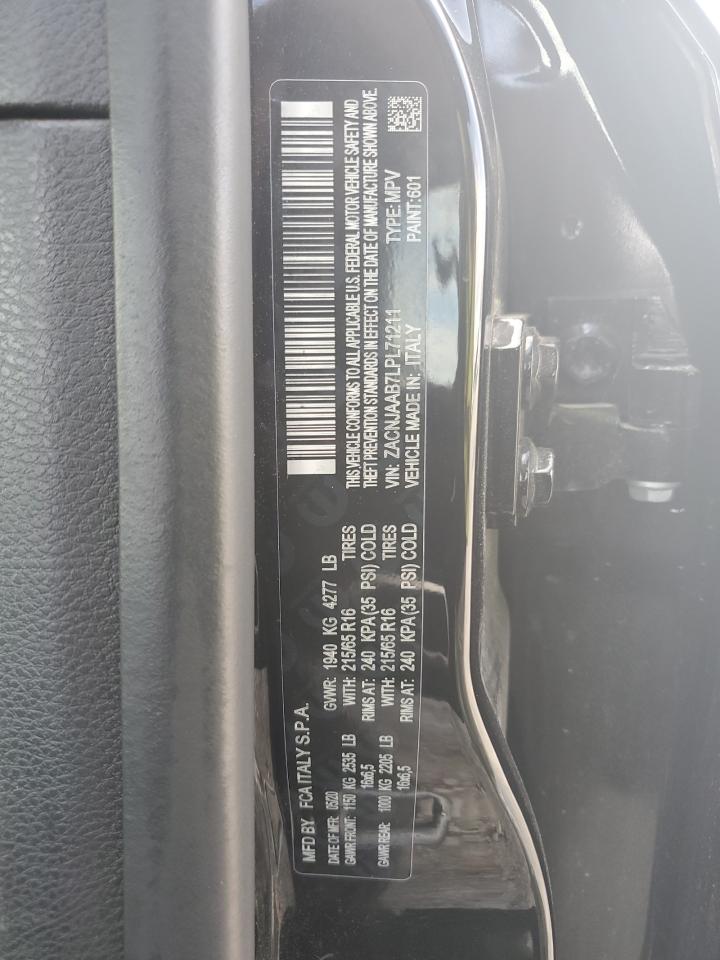 MFD BY: FCA ITALY S.P.A.
DATE OF MFR: 05/20 GVWR: 1940 KG 4277 LB
GAWR FRONT: 1150 KG 2535 LB WITH: 215/65 R16 TIRES
16x6,5 RIMS AT: 240 KPA(35 PSI) COLD
GAWR REAR: 1000 KG 2205 LB WITH: 215/65 R16 TIRES
16x6,5 RIMS AT: 240 KPA(35 PSI) COLD
THIS VEHICLE CONFORMS TO ALL APPLICABLE U.S. FEDERAL MOTOR VEHICLE SAFETY AND
THEFT PREVENTION STANDARDS IN EFFECT ON THE DATE OF MANUFACTURE SHOWN ABOVE.
VIN: ZACNJAAB7LPL71211 TYPE: MPV
VEHICLE MADE IN: ITALY PAINT: 601